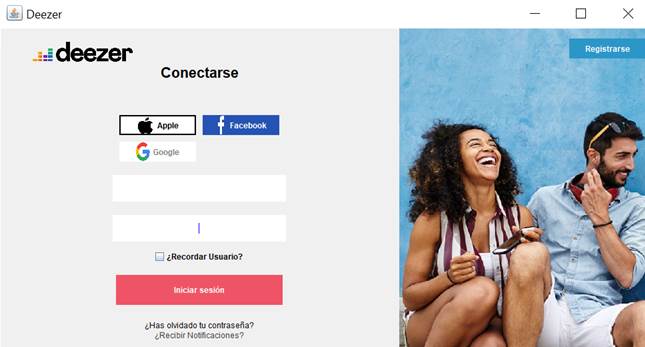 Deezer
deezer
Registrarse
Conectarse
Apple
Facebook
Google
¿Recordar Usuario?
Iniciar sesión
¿Has olvidado tu contraseña?
¿Recibir Notificaciones?